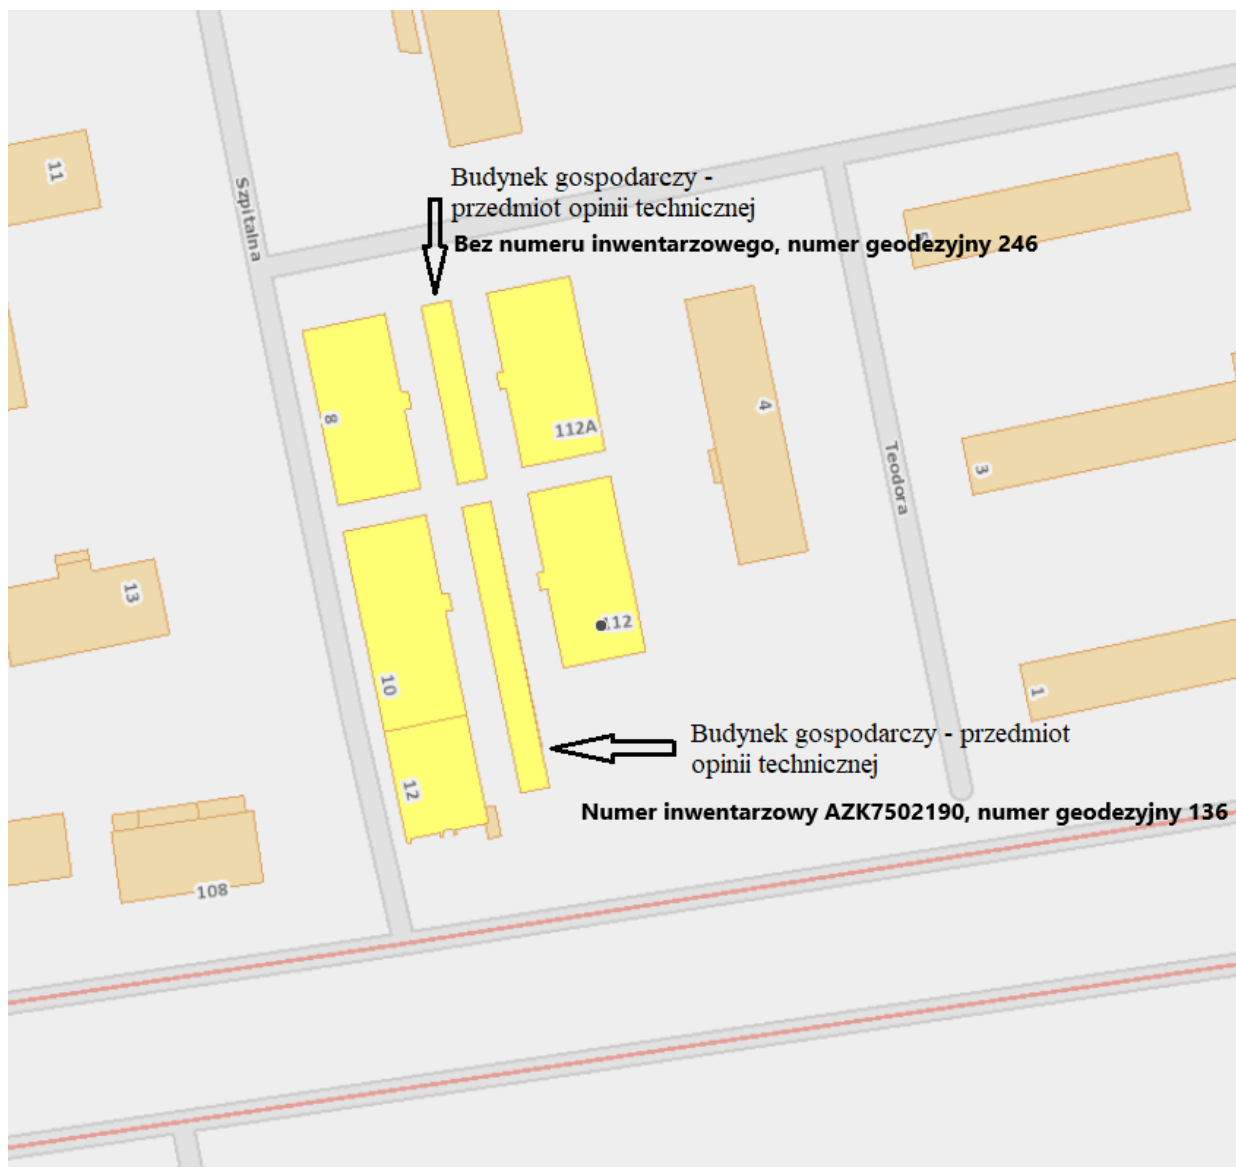 11
Szpitalna
Budynek gospodarczy -
przedmiot opinii technicznej
Bez numeru inwentarzowego, numer geodezyjny 246
5
8
112A
4
Teodora
3
13
112
10
1
Budynek gospodarczy - przedmiot
opinii technicznej
12
Numer inwentarzowy AZK7502190, numer geodezyjny 136
108